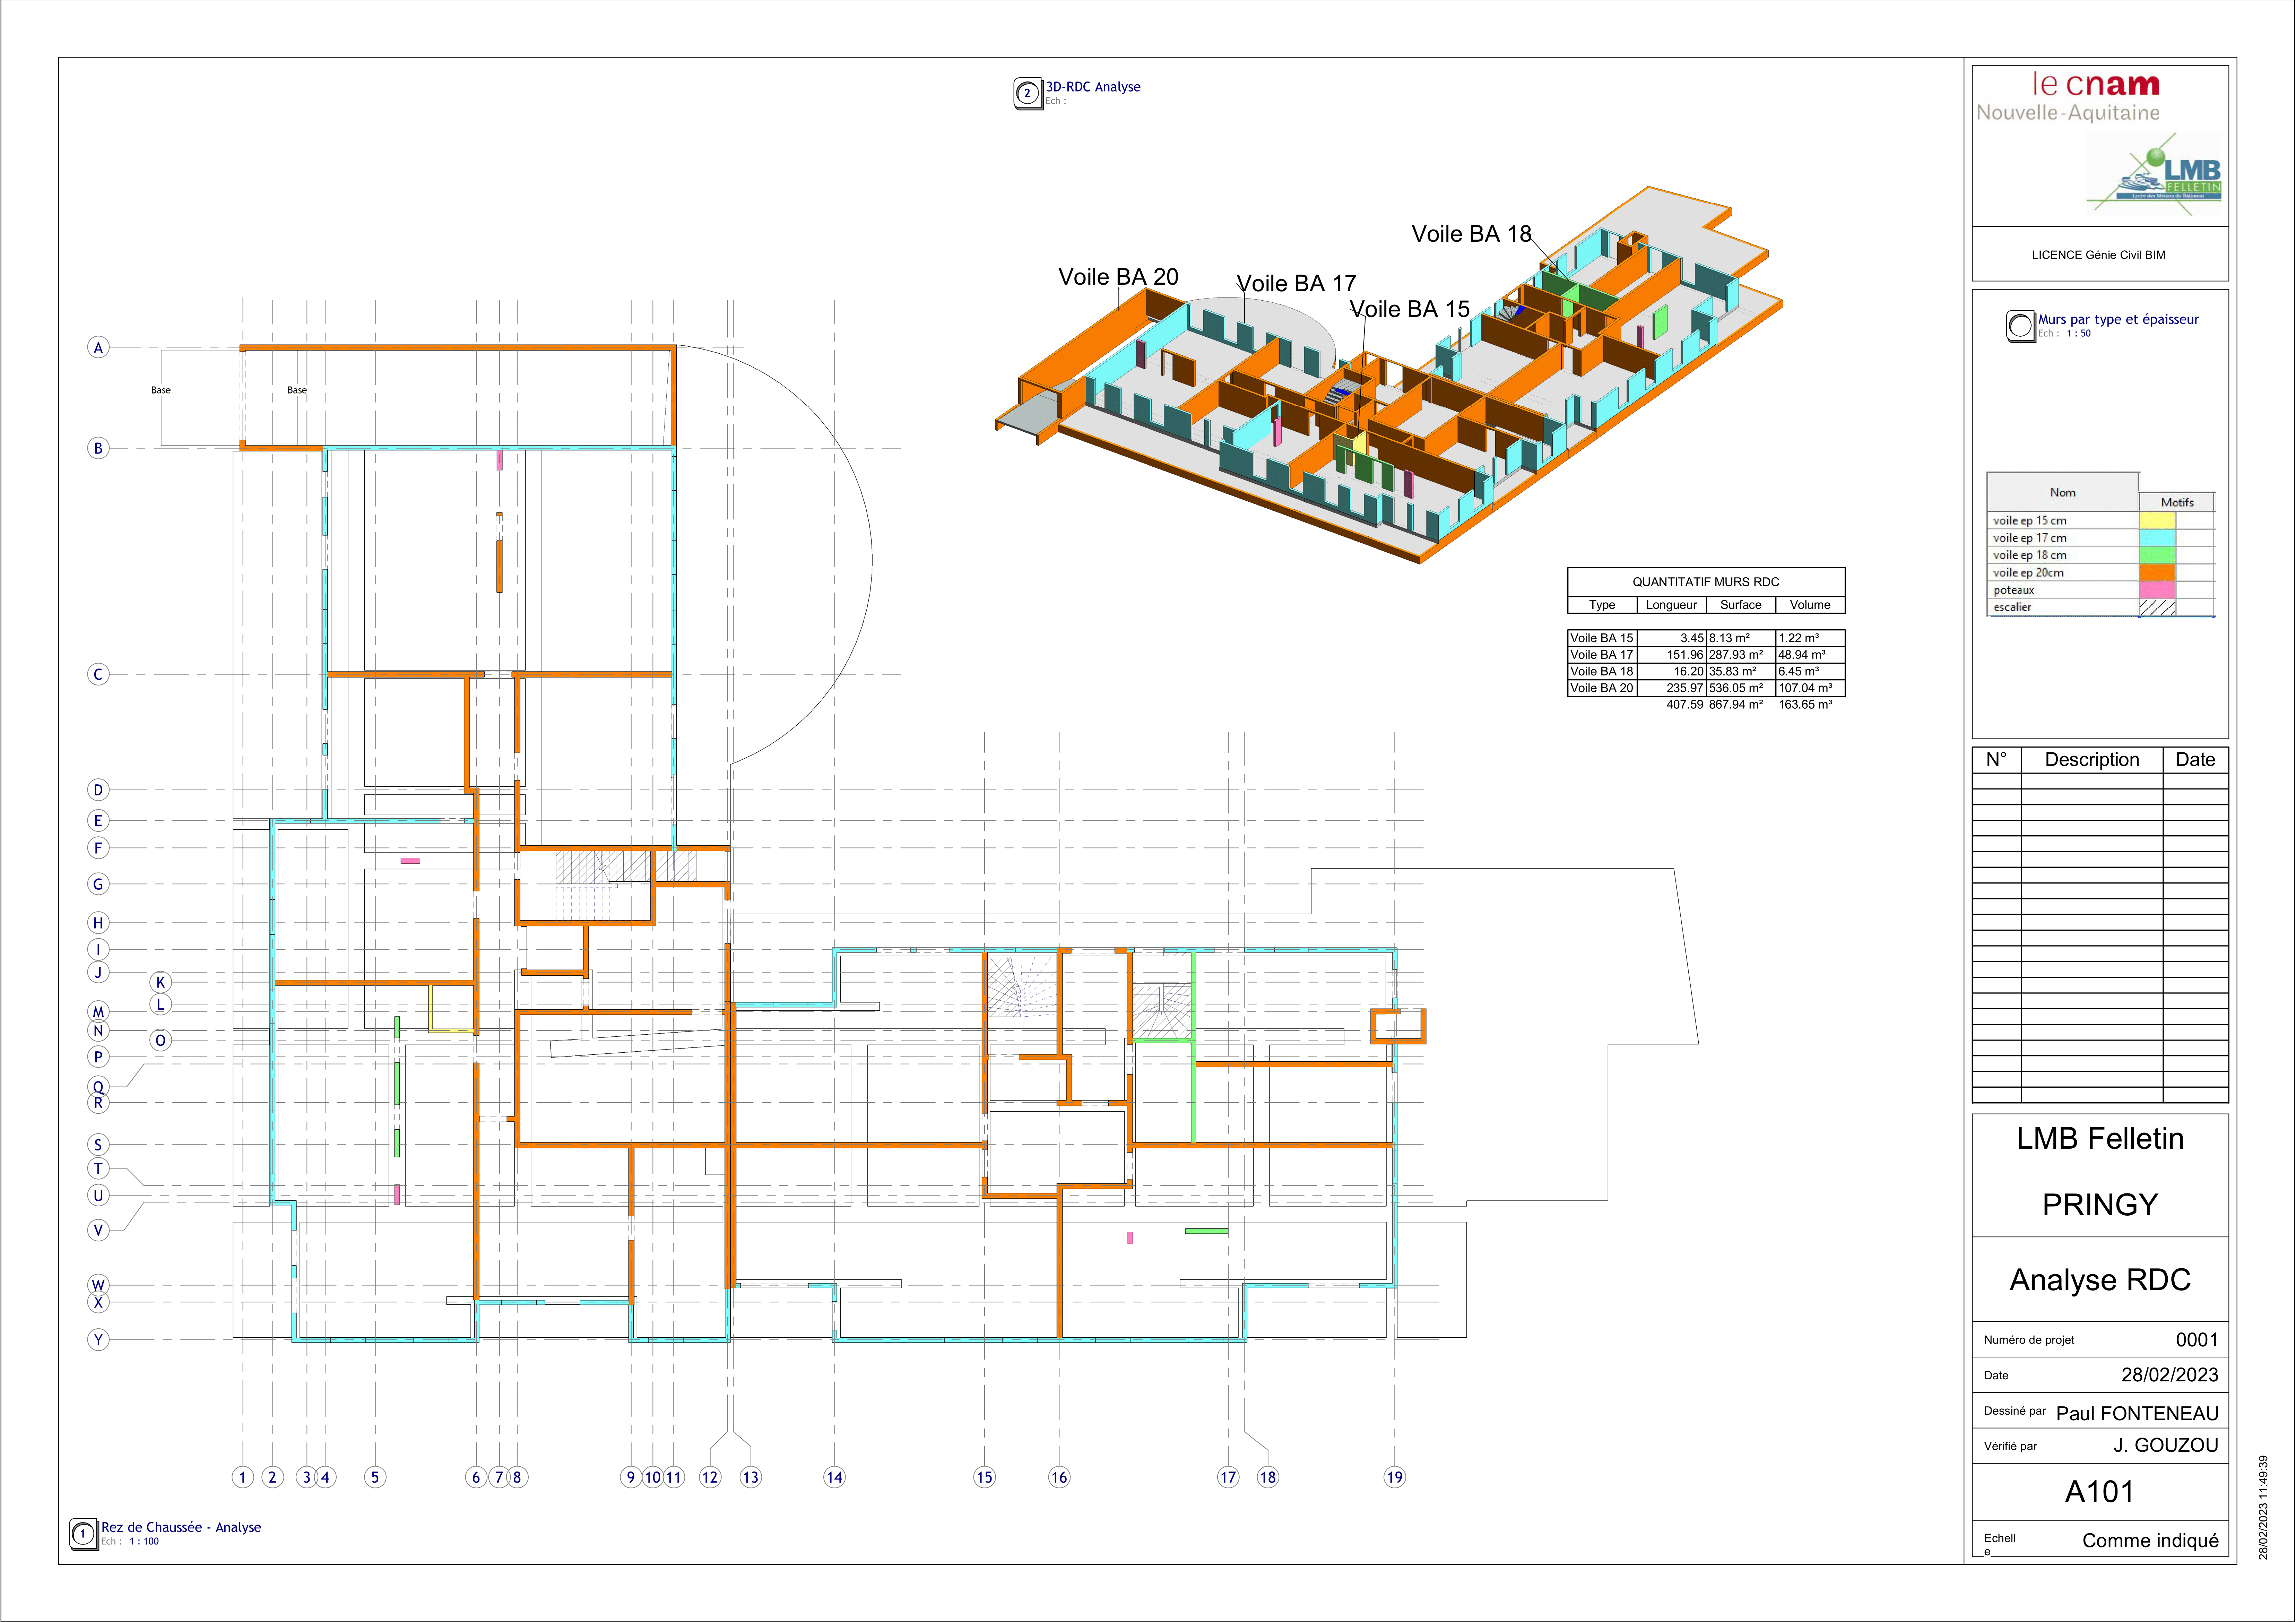 2
3D-RDC Analyse
Ech :
Voile BA 18
Voile BA 20
Voile BA 17
Voile BA 15
QUANTITATIF MURS RDC
Type Longueur Surface Volume
Voile BA 15 3.45 8.13 m² 1.22 m³
Voile BA 17 151.96 287.93 m² 48.94 m³
Voile BA 18 16.20 35.83 m² 6.45 m³
Voile BA 20 235.97 536.05 m² 107.04 m³
407.59 867.94 m² 163.65 m³
A
Base Base
B
C
D
E
F
G
H
I
J
K
L
M
N
O
P
Q
R
S
T
U
V
W
X
Y
1 2 3 4 5 6 7 8 9 10 11 12 13 14 15 16 17 18 19
1
Rez de Chaussée - Analyse
Ech : 1 : 100
le cnam
Nouvelle-Aquitaine
LMB
FELLETIN
Lycée des Métiers du Bâtiment
LICENCE Génie Civil BIM
Murs par type et épaisseur
Ech : 1 : 50
Nom Motifs
voile ep 15 cm
voile ep 17 cm
voile ep 18 cm
voile ep 20cm
poteaux
escalier
N° Description Date
LMB Felletin
PRINGY
Analyse RDC
Numéro de projet 0001
Date 28/02/2023
Dessiné par Paul FONTENEAU
Vérifié par J. GOUZOU
A101
Echell
e
Comme indiqué
28/02/2023 11:49:39